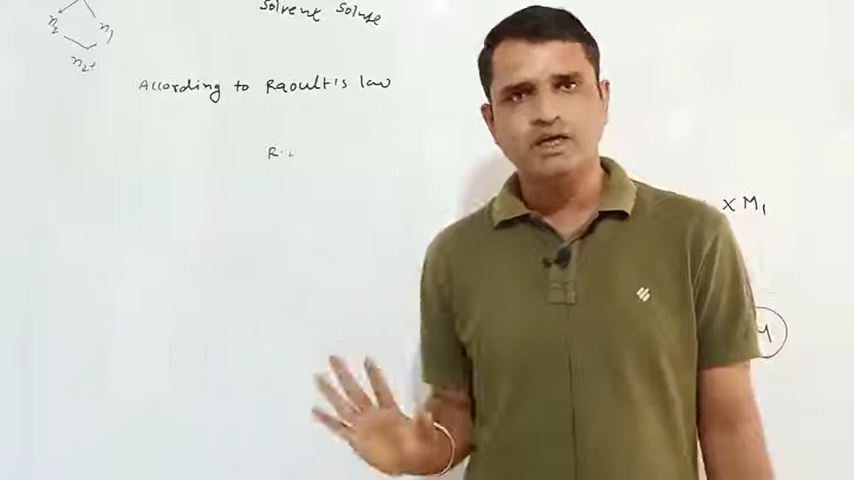 Solvent Solute
n2 n1
n2+
According to Raoult's law
R.L
x M1
M